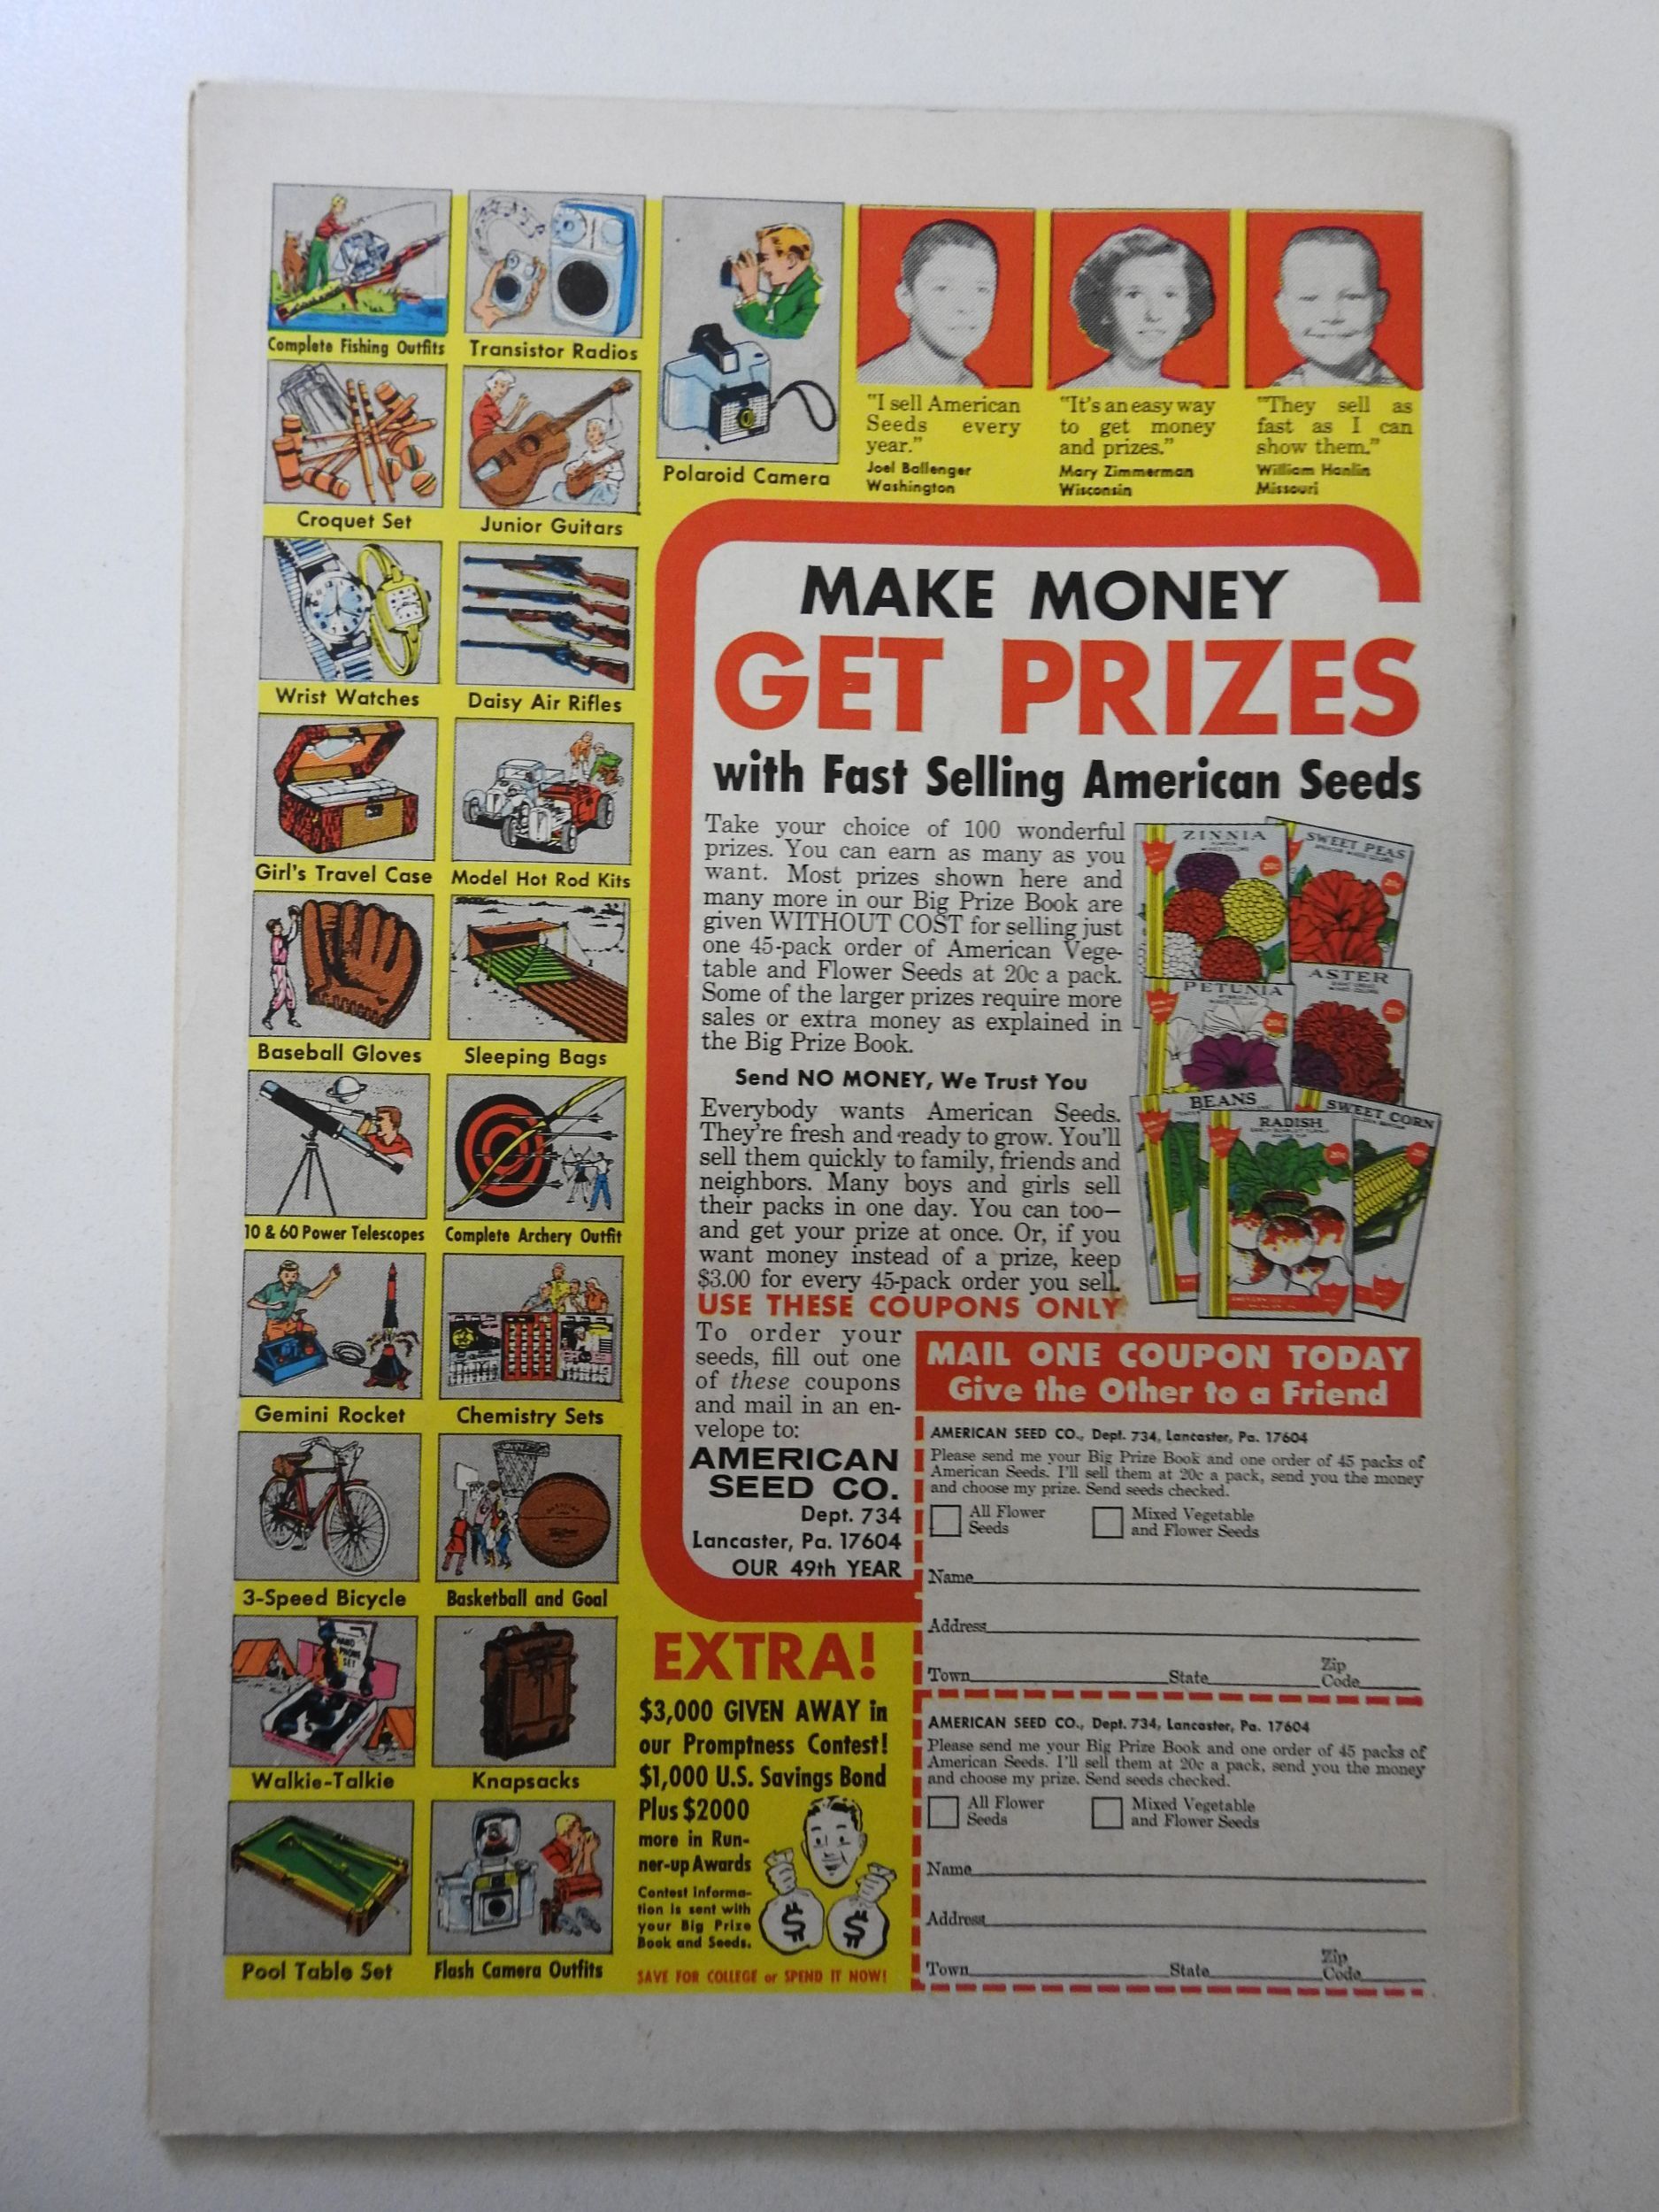 Complete Fishing Outfits
Transistor Radios
Polaroid Camera
Croquet Set
Junior Guitars
Wrist Watches
Daisy Air Rifles
Girl's Travel Case
Model Hot Rod Kits
Baseball Gloves
Sleeping Bags
10 & 60 Power Telescopes
Complete Archery Outfit
Gemini Rocket
Chemistry Sets
3-Speed Bicycle
Basketball and Goal
HAND
PHONE
SET
Walkie-Talkie
Knapsacks
Pool Table Set
Flash Camera Outfits
"I sell American
Seeds every
year."
Joel Ballenger
Washington
"It's an easy way
to get money
and prizes."
Mary Zimmerman
Wisconsin
"They sell as
fast as I can
show them."
William Hanlin
Missouri
MAKE MONEY
GET PRIZES
with Fast Selling American Seeds
Take your choice of 100 wonderful
prizes. You can earn as many as you
want. Most prizes shown here and
many more in our Big Prize Book are
given WITHOUT COST for selling just
one 45-pack order of American Vege-
table and Flower Seeds at 20c a pack.
Some of the larger prizes require more
sales or extra money as explained in
the Big Prize Book.
Send NO MONEY, We Trust You
Everybody wants American Seeds.
They're fresh and ready to grow. You'll
sell them quickly to family, friends and
neighbors. Many boys and girls sell
their packs in one day. You can too—
and get your prize at once. Or, if you
want money instead of a prize, keep
$3.00 for every 45-pack order you sell.
USE THESE COUPONS ONLY
ZINNIA
20c
SWEET PEAS
20c
PETUNIA
20c
ASTER
20c
BEANS
RADISH
20c
SWEET CORN
20c
To order your
seeds, fill out one
of these coupons
and mail in an en-
velope to:
AMERICAN
SEED CO.
Dept. 734
Lancaster, Pa. 17604
OUR 49th YEAR
EXTRA!
$3,000 GIVEN AWAY in
our Promptness Contest!
$1,000 U.S. Savings Bond
Plus $2000
more in Run-
ner-up Awards
Contest informa-
tion is sent with
your Big Prize
Book and Seeds.
$ $
SAVE FOR COLLEGE or SPEND IT NOW!
MAIL ONE COUPON TODAY
Give the Other to a Friend
AMERICAN SEED CO., Dept. 734, Lancaster, Pa. 17604
Please send me your Big Prize Book and one order of 45 packs of
American Seeds. I'll sell them at 20c a pack, send you the money
and choose my prize. Send seeds checked.
All Flower
Seeds
Mixed Vegetable
and Flower Seeds
Name
Address
Town State Zip
Code
AMERICAN SEED CO., Dept. 734, Lancaster, Pa. 17604
Please send me your Big Prize Book and one order of 45 packs of
American Seeds. I'll sell them at 20c a pack, send you the money
and choose my prize. Send seeds checked.
All Flower
Seeds
Mixed Vegetable
and Flower Seeds
Name
Address
Town State Zip
Code